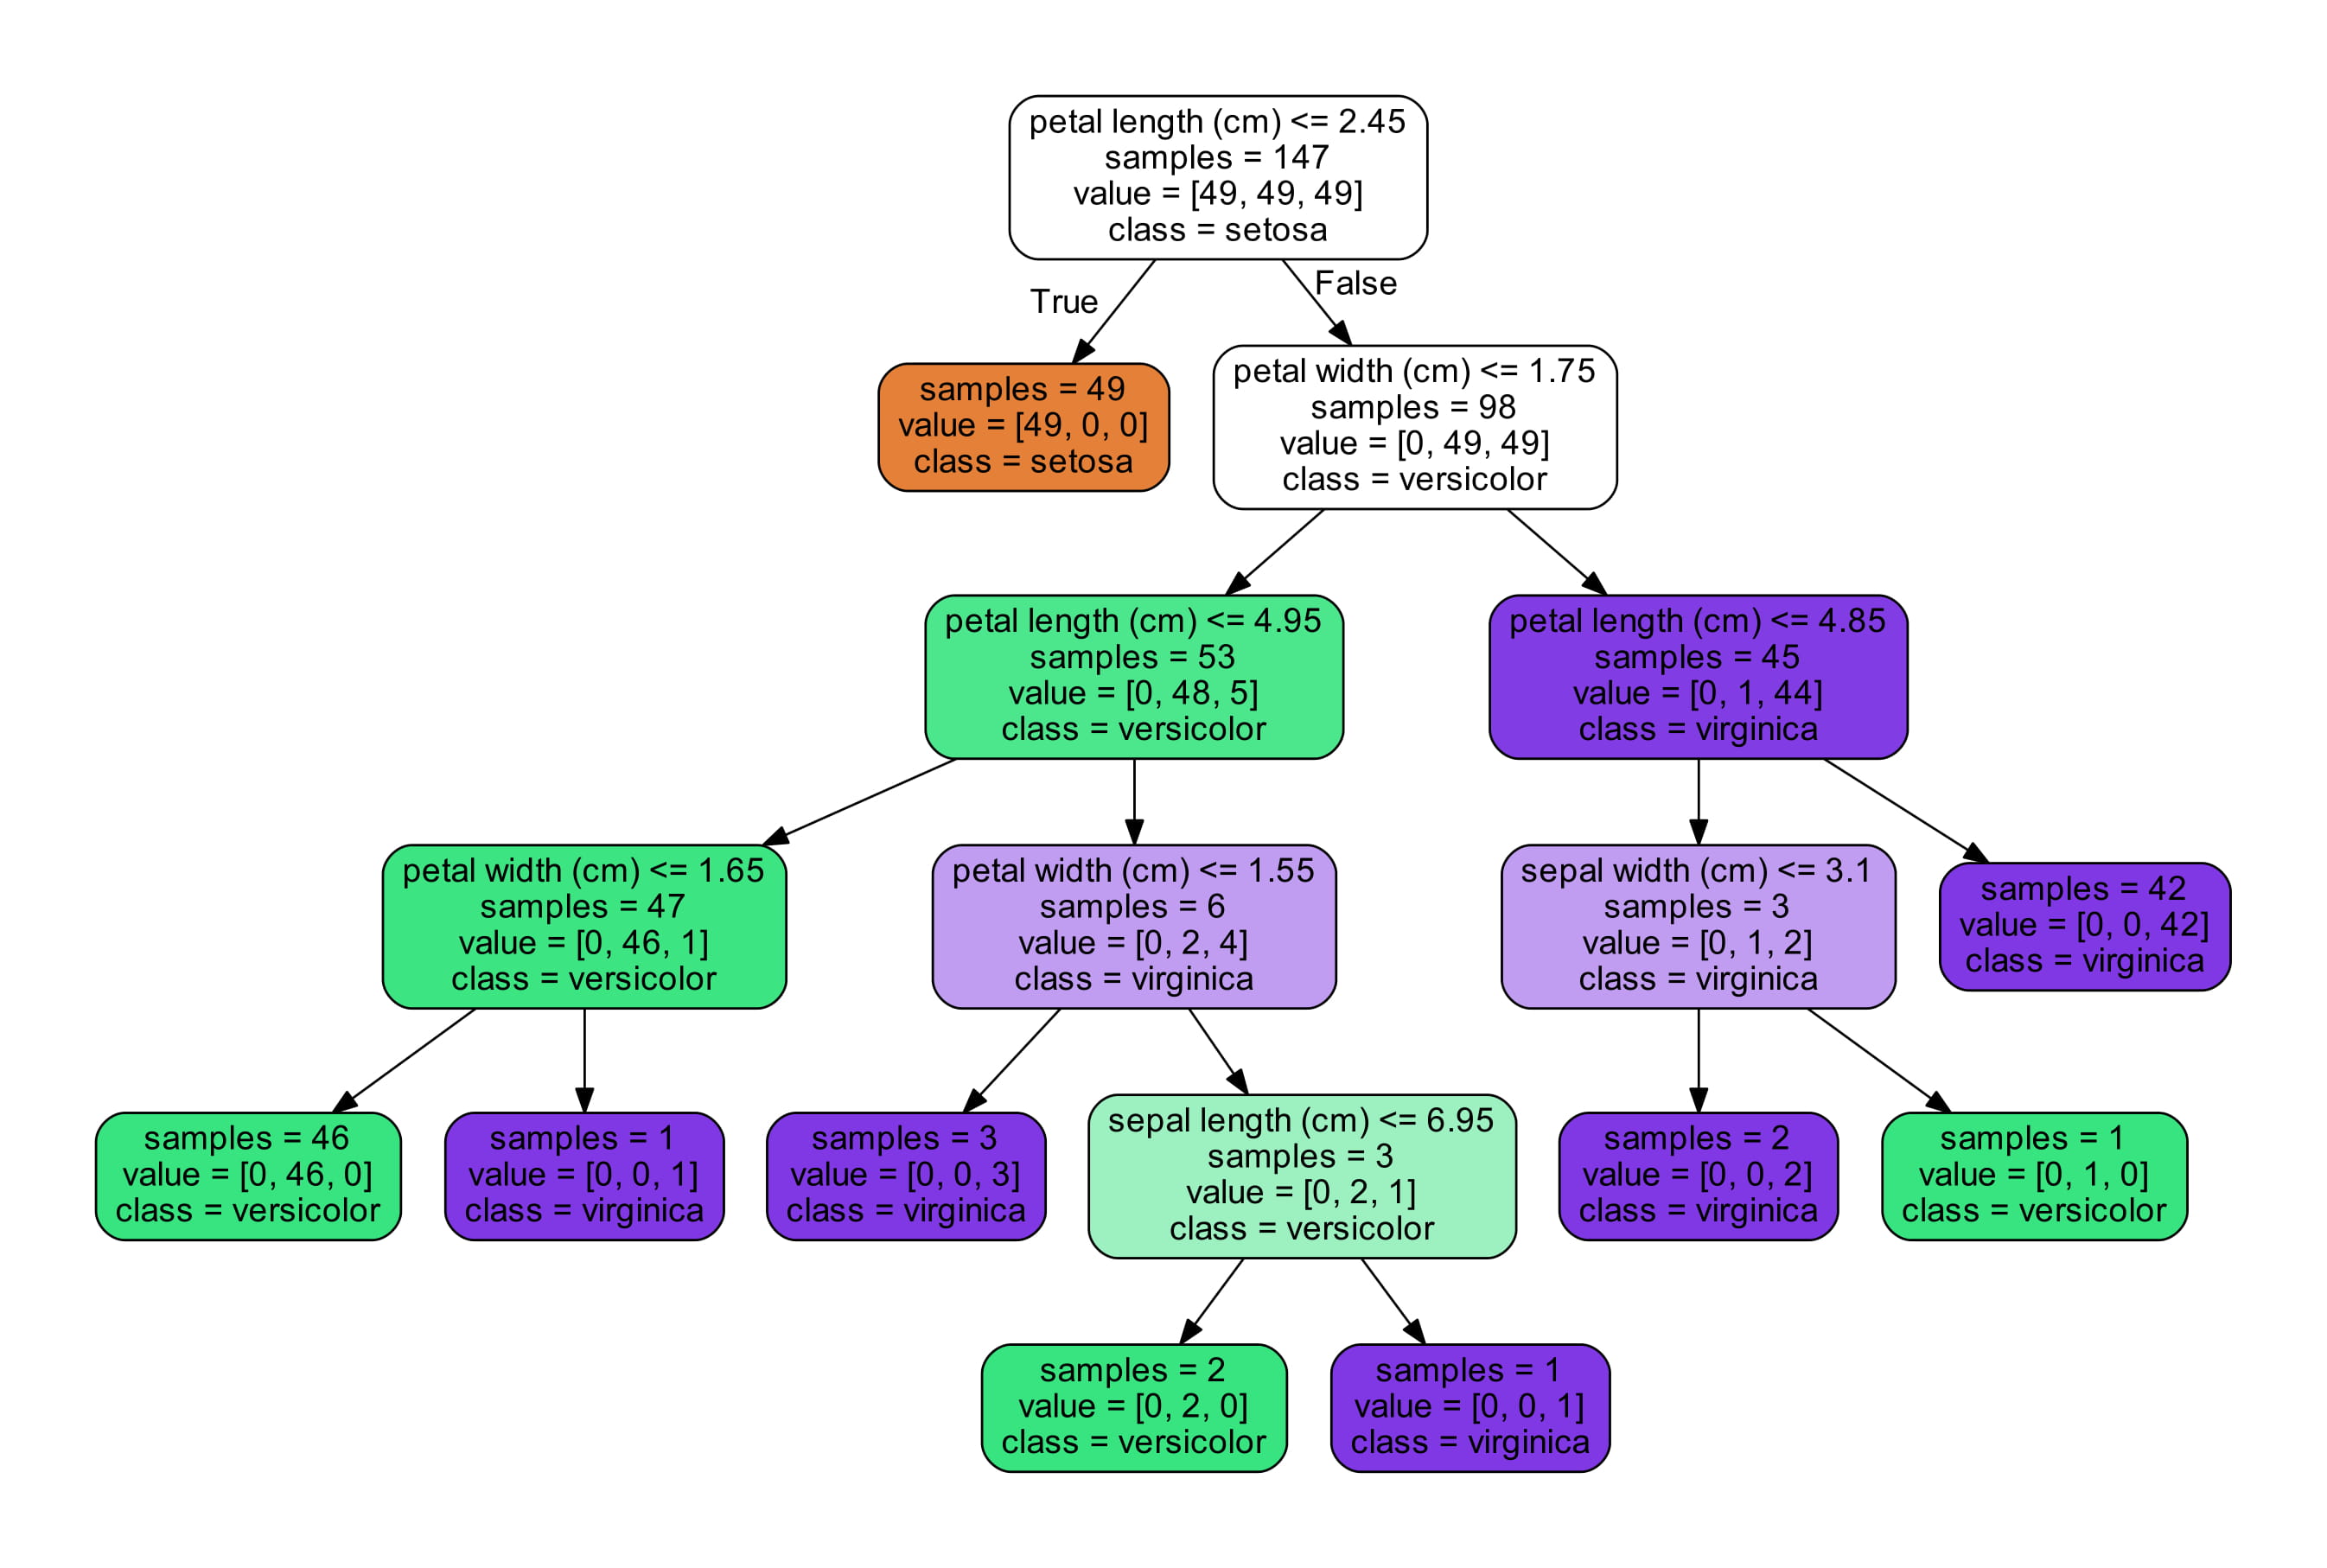 petal length (cm) <= 2.45
samples = 147
value = [49, 49, 49]
class = setosa
True
False
samples = 49
value = [49, 0, 0]
class = setosa
petal width (cm) <= 1.75
samples = 98
value = [0, 49, 49]
class = versicolor
petal length (cm) <= 4.95
samples = 53
value = [0, 48, 5]
class = versicolor
petal length (cm) <= 4.85
samples = 45
value = [0, 1, 44]
class = virginica
petal width (cm) <= 1.65
samples = 47
value = [0, 46, 1]
class = versicolor
petal width (cm) <= 1.55
samples = 6
value = [0, 2, 4]
class = virginica
sepal width (cm) <= 3.1
samples = 3
value = [0, 1, 2]
class = virginica
samples = 42
value = [0, 0, 42]
class = virginica
samples = 46
value = [0, 46, 0]
class = versicolor
samples = 1
value = [0, 0, 1]
class = virginica
samples = 3
value = [0, 0, 3]
class = virginica
sepal length (cm) <= 6.95
samples = 3
value = [0, 2, 1]
class = versicolor
samples = 2
value = [0, 0, 2]
class = virginica
samples = 1
value = [0, 1, 0]
class = versicolor
samples = 2
value = [0, 2, 0]
class = versicolor
samples = 1
value = [0, 0, 1]
class = virginica